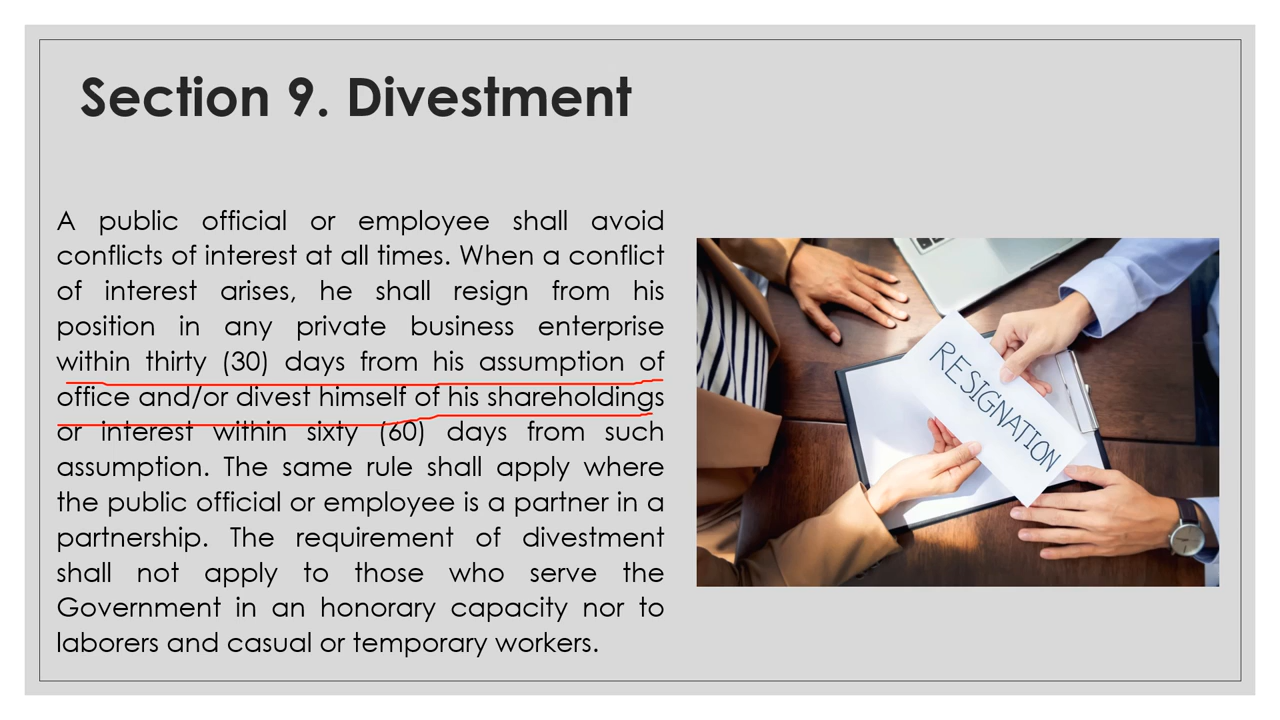 Section 9. Divestment
A public official or employee shall avoid
conflicts of interest at all times. When a conflict
of interest arises, he shall resign from his
position in any private business enterprise
within thirty (30) days from his assumption of
office and/or divest himself of his shareholdings
or interest within sixty (60) days from such
assumption. The same rule shall apply where
the public official or employee is a partner in a
partnership. The requirement of divestment
shall not apply to those who serve the
Government in an honorary capacity nor to
laborers and casual or temporary workers.
RESIGNATION